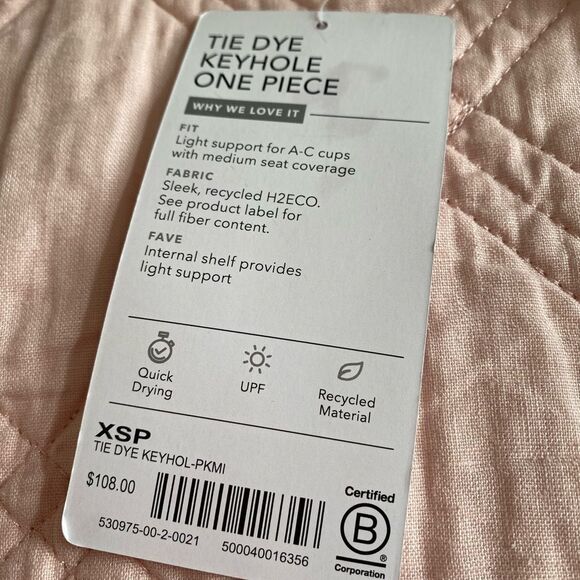 TIE DYE
KEYHOLE
ONE PIECE
WHY WE LOVE IT
FIT
Light support for A-C cups
with medium seat coverage
FABRIC
Sleek, recycled H2ECO.
See product label for
full fiber content.
FAVE
Internal shelf provides
light support
Quick
Drying
UPF
Recycled
Material
XSP
TIE DYE KEYHOL-PKMI
$108.00
530975-00-2-0021
500040016356
Certified
B
Corporation